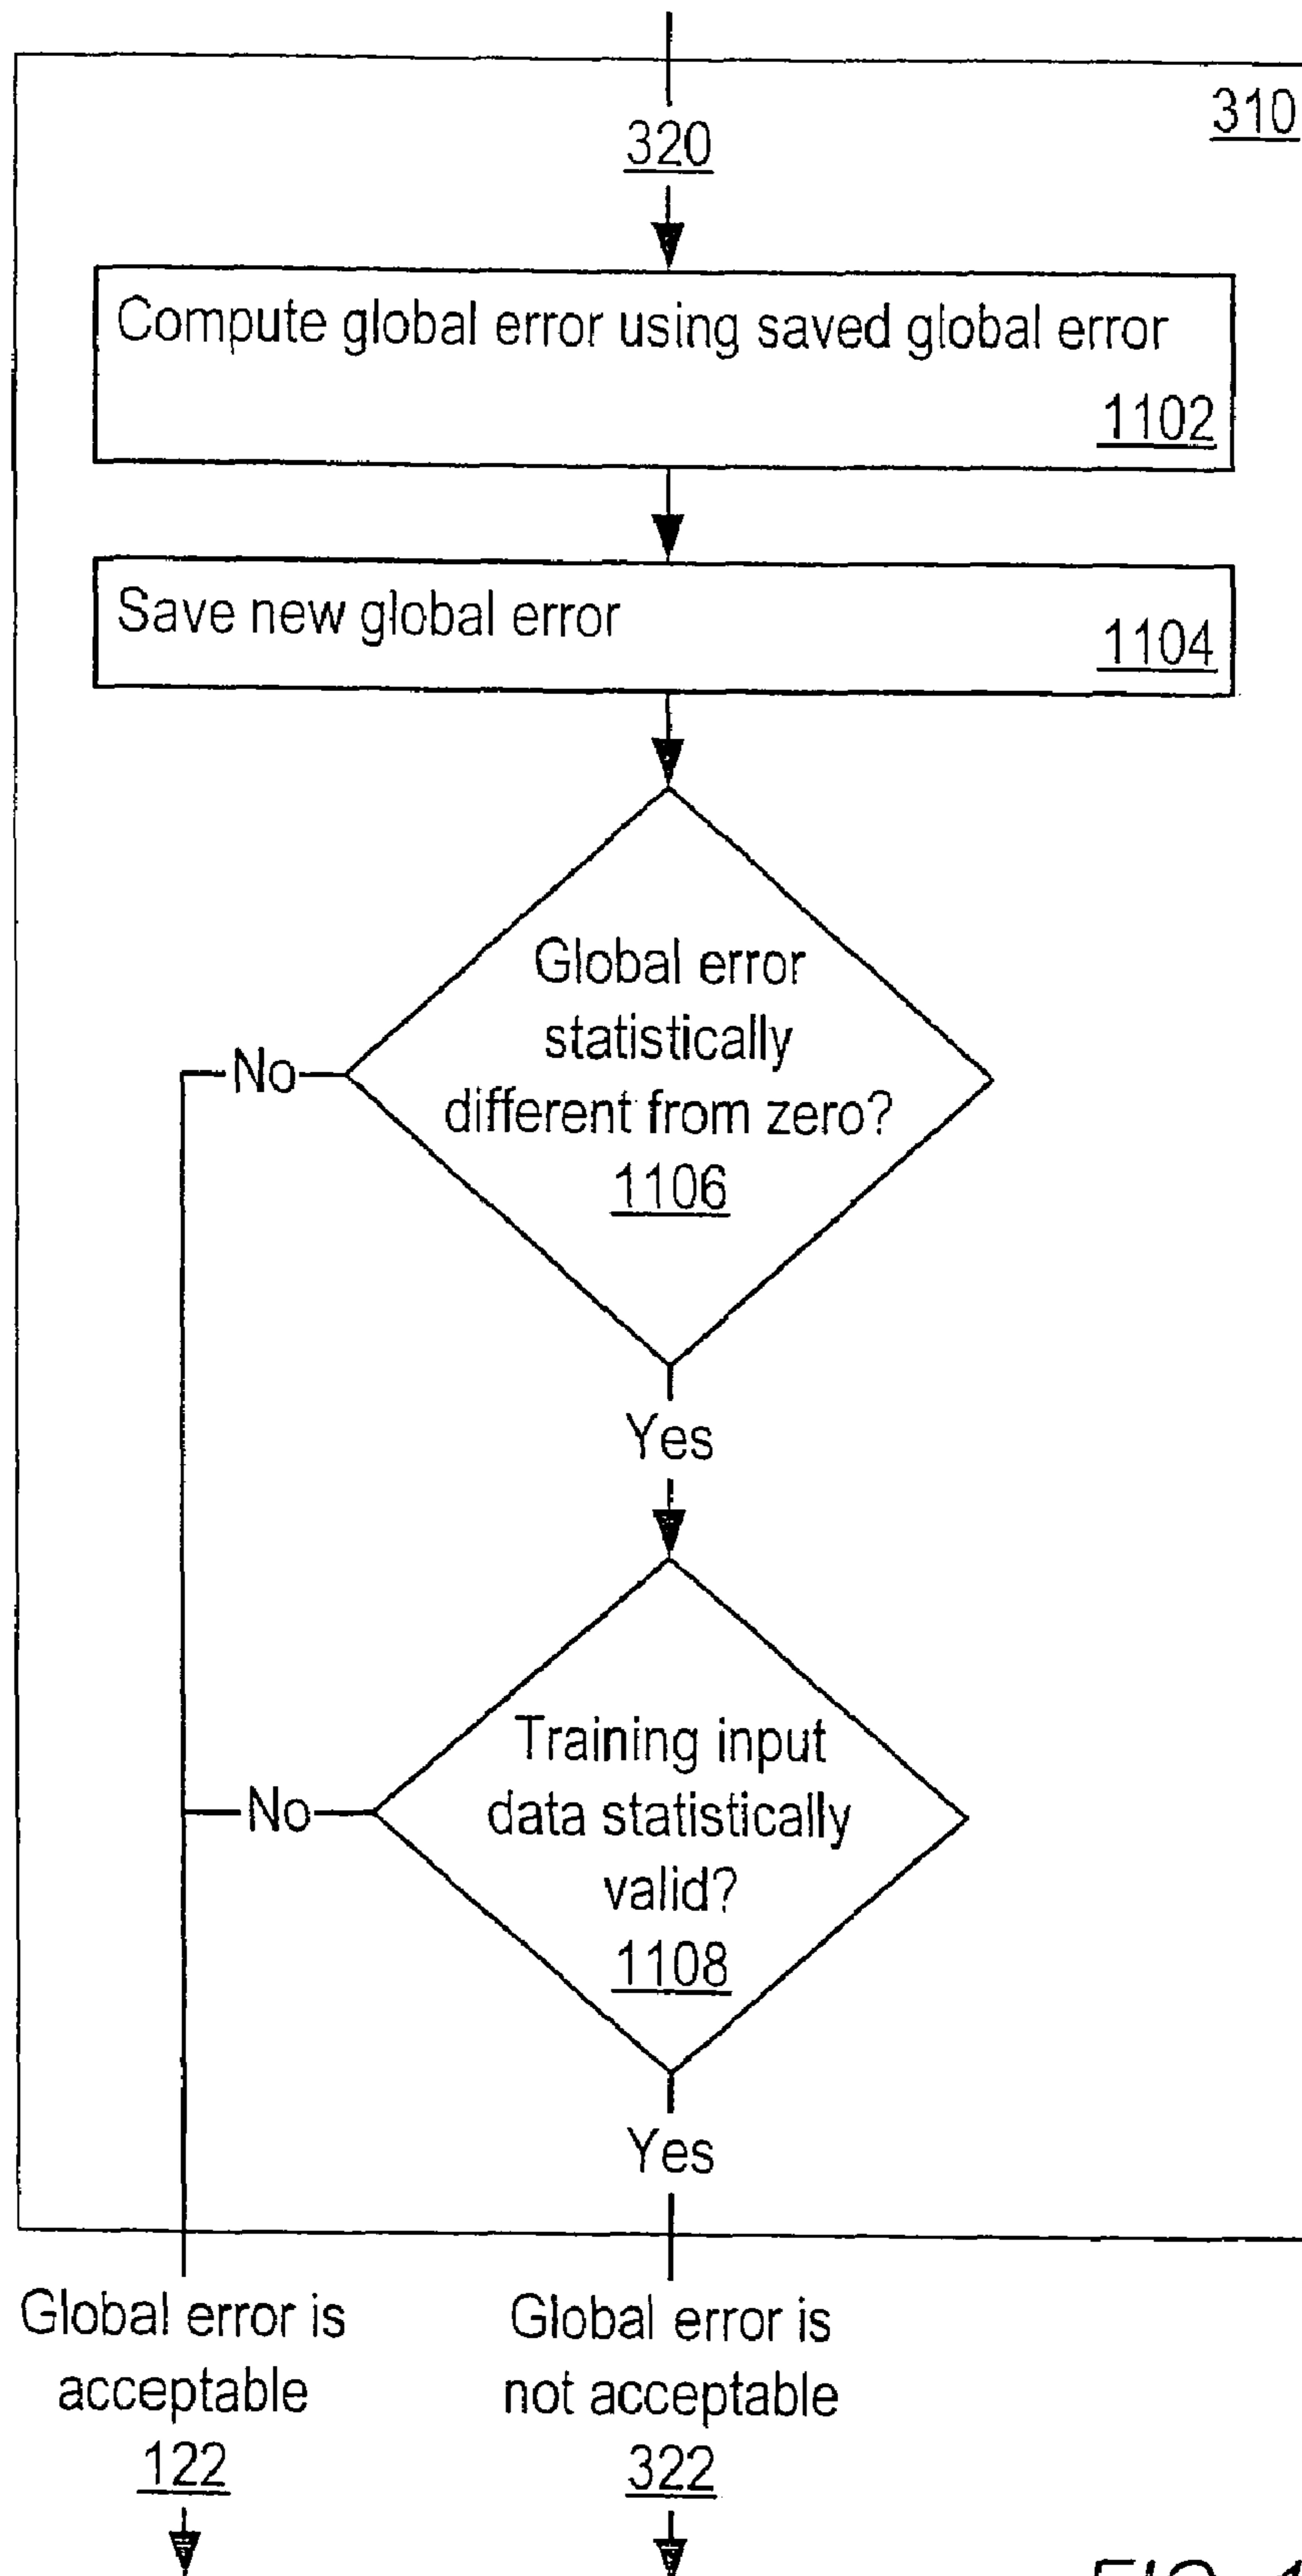 310
320
Compute global error using saved global error
1102
Save new global error
1104
Global error
statistically
different from zero?
1106
No
Yes
Training input
data statistically
valid?
1108
No
Yes
Global error is
acceptable
122
Global error is
not acceptable
322